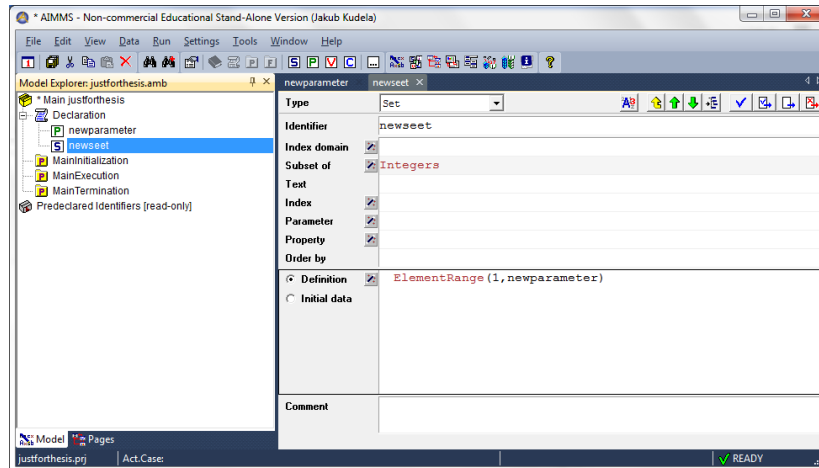 * AIMMS - Non-commercial Educational Stand-Alone Version (Jakub Kudela)
File Edit View Data Run Settings Tools Window Help
S P V C
Model Explorer: justforthesis.amb
newparameter newseet
* Main justforthesis
Declaration
P newparameter
S newseet
P MainInitialization
P MainExecution
P MainTermination
Predeclared Identifiers [read-only]
Type Set
Identifier newseet
Index domain
Subset of Integers
Text
Index
Parameter
Property
Order by
Definition ElementRange(1,newparameter)
Initial data
Comment
Model Pages
justforthesis.prj Act.Case: READY